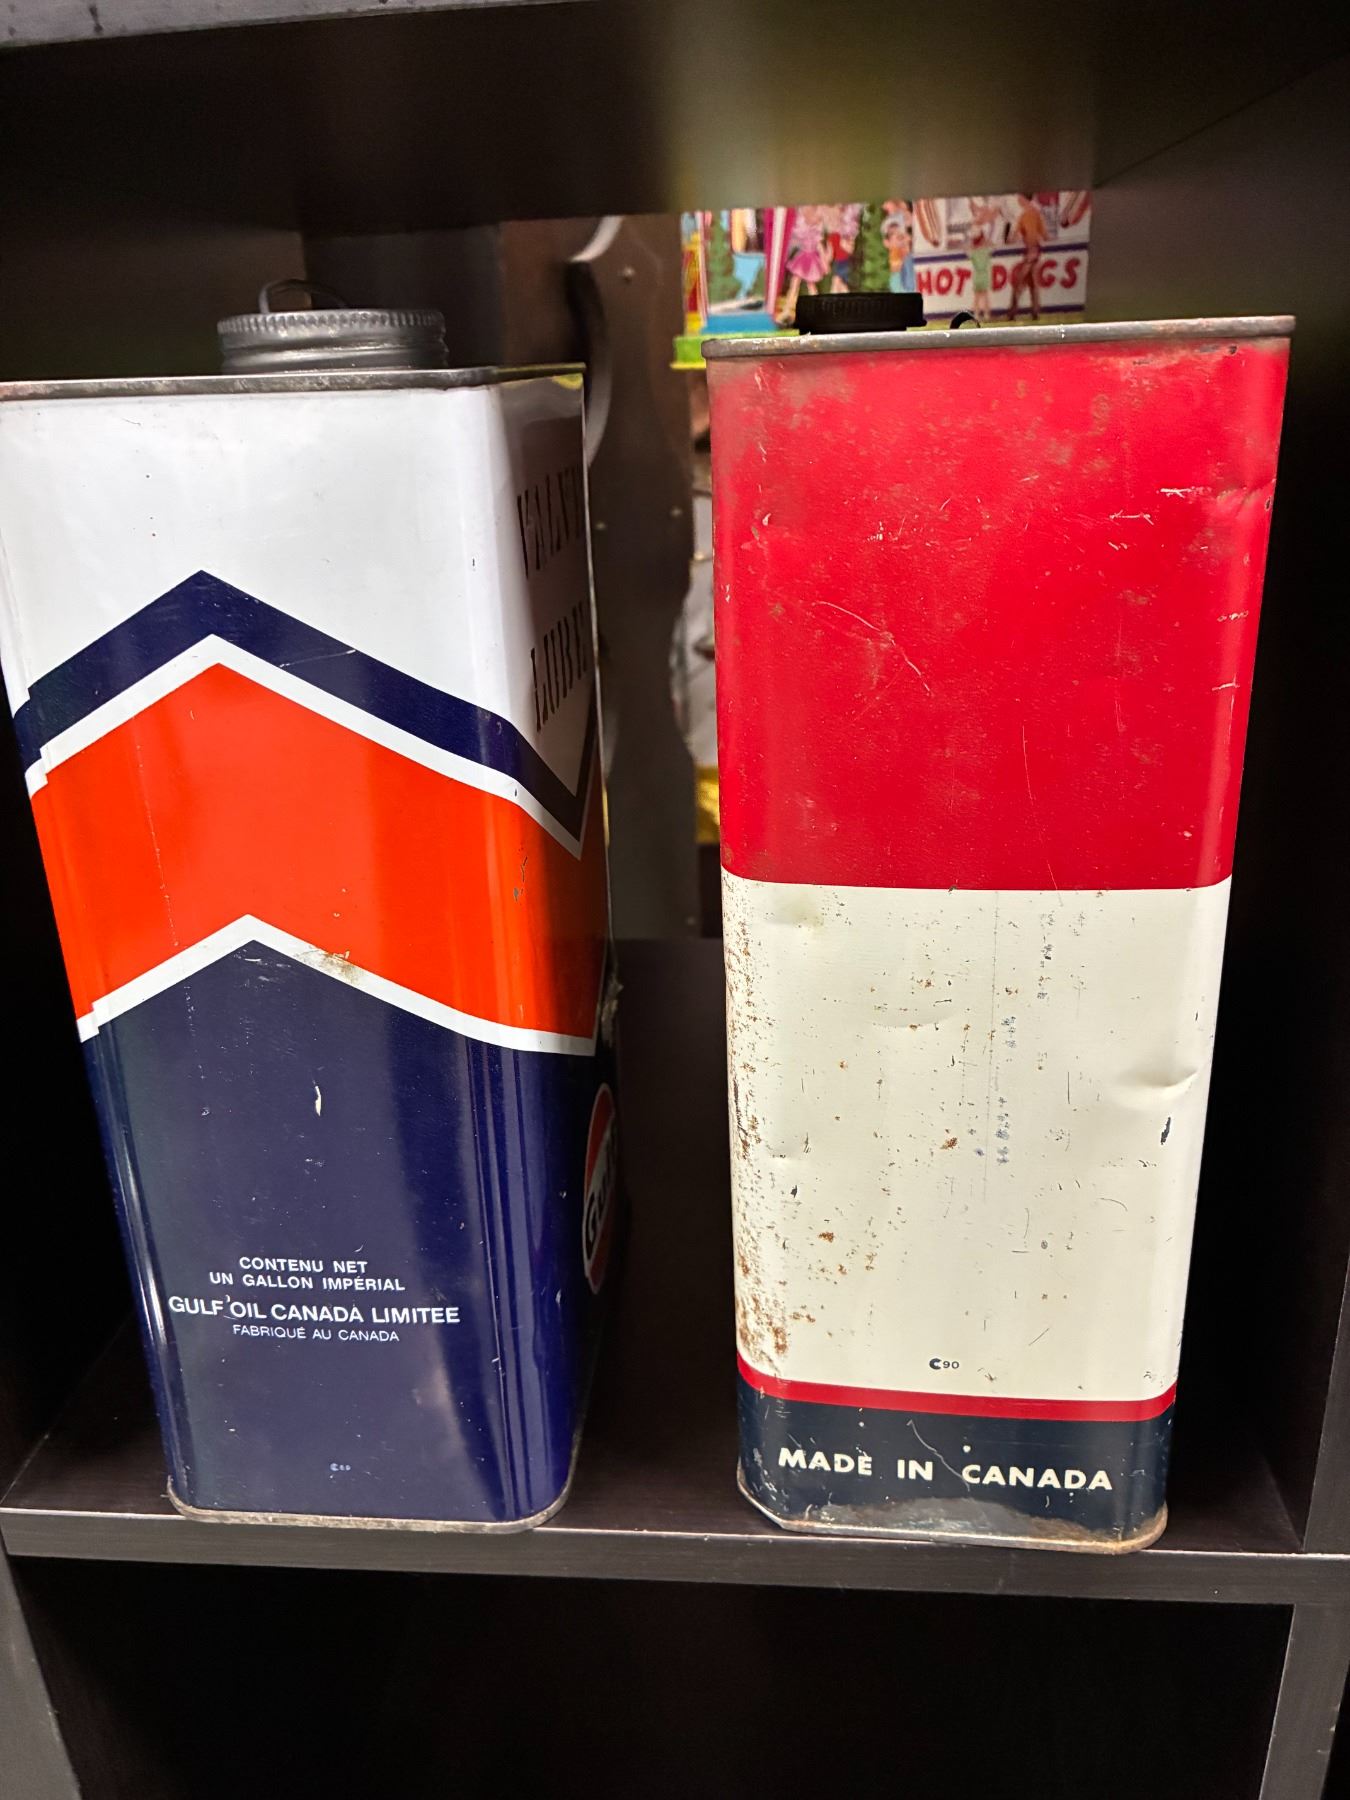 HOT DOGS
CONTENU NET
UN GALLON IMPÉRIAL
GULF OIL CANADA LIMITEE
FABRIQUÉ AU CANADA
C90
MADE IN CANADA